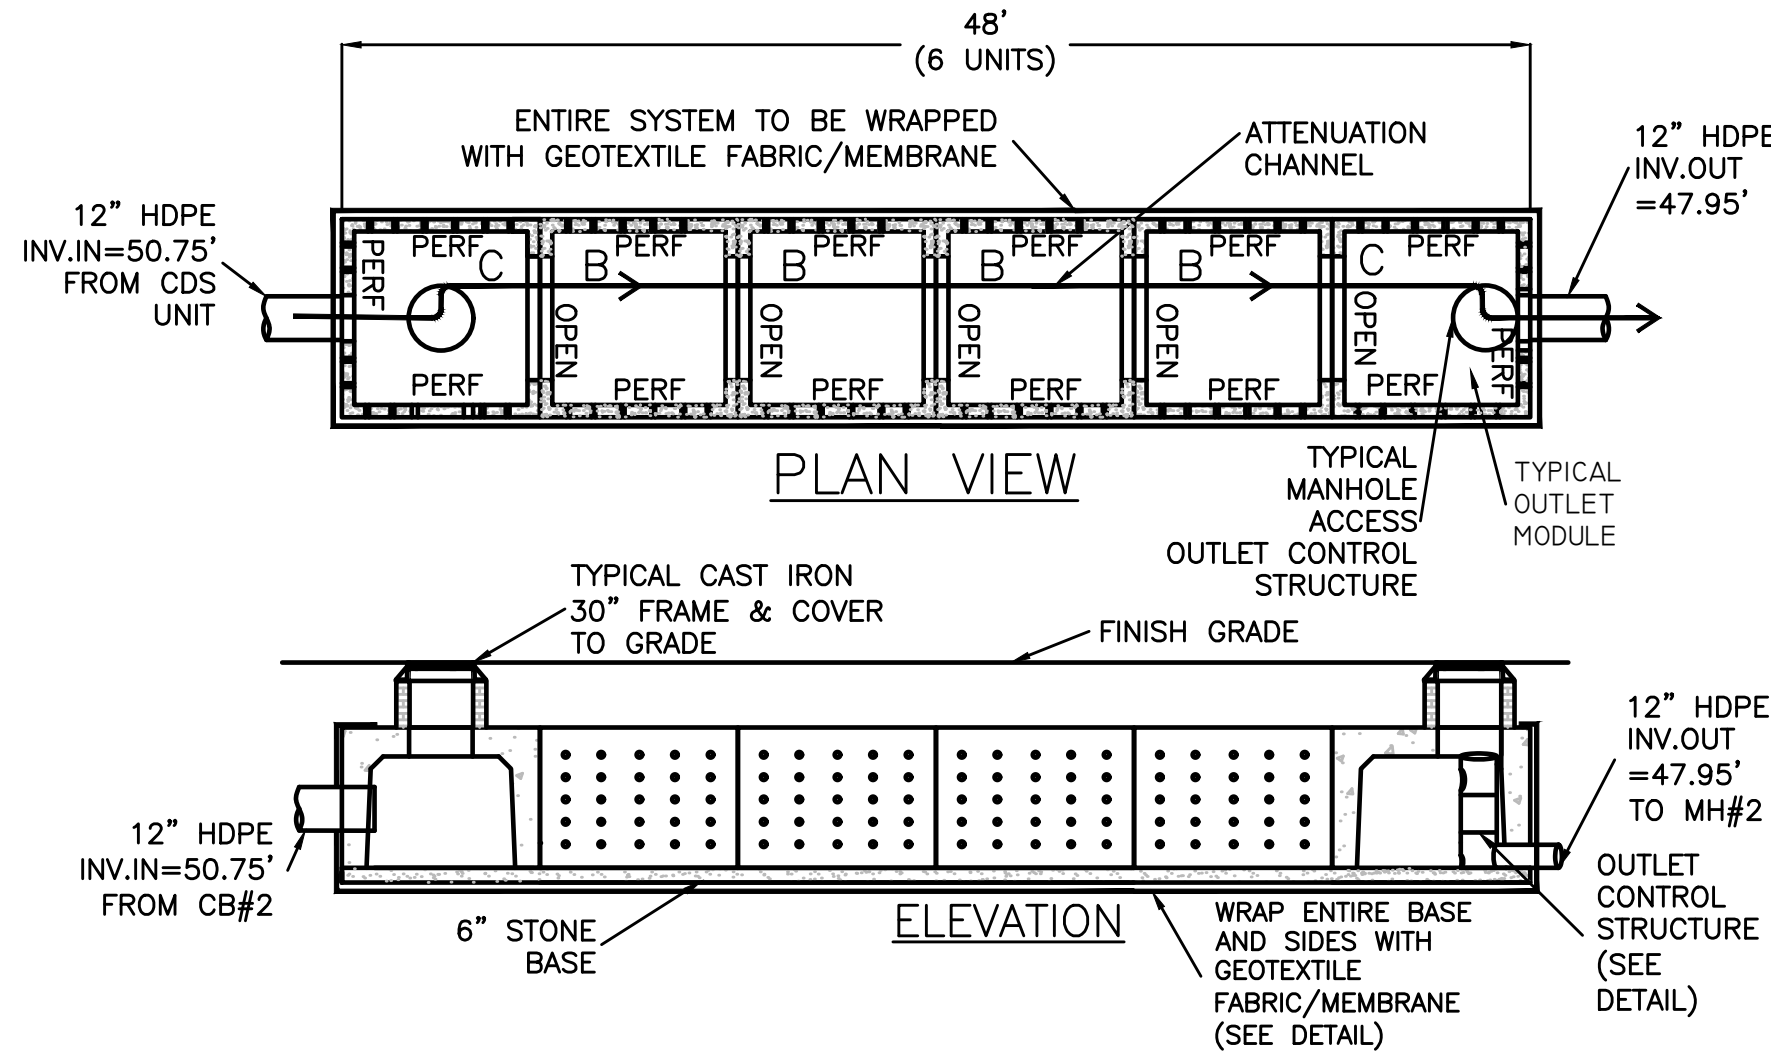 48'
(6 UNITS)
ENTIRE SYSTEM TO BE WRAPPED
WITH GEOTEXTILE FABRIC/MEMBRANE
ATTENUATION
CHANNEL
12" HDPE
INV.OUT
=47.95'
12" HDPE
INV.IN=50.75'
FROM CDS
UNIT
PERF
PERF
C
PERF
OPEN
PERF
B
PERF
OPEN
PERF
B
PERF
OPEN
PERF
B
PERF
OPEN
PERF
B
PERF
OPEN
PERF
C
PERF
PERF
PLAN VIEW
TYPICAL
MANHOLE
ACCESS
OUTLET CONTROL
STRUCTURE
TYPICAL
OUTLET
MODULE
TYPICAL CAST IRON
30" FRAME & COVER
TO GRADE
FINISH GRADE
12" HDPE
INV.OUT
=47.95'
TO MH#2
12" HDPE
INV.IN=50.75'
FROM CB#2
6" STONE
BASE
ELEVATION
WRAP ENTIRE BASE
AND SIDES WITH
GEOTEXTILE
FABRIC/MEMBRANE
(SEE DETAIL)
OUTLET
CONTROL
STRUCTURE
(SEE
DETAIL)